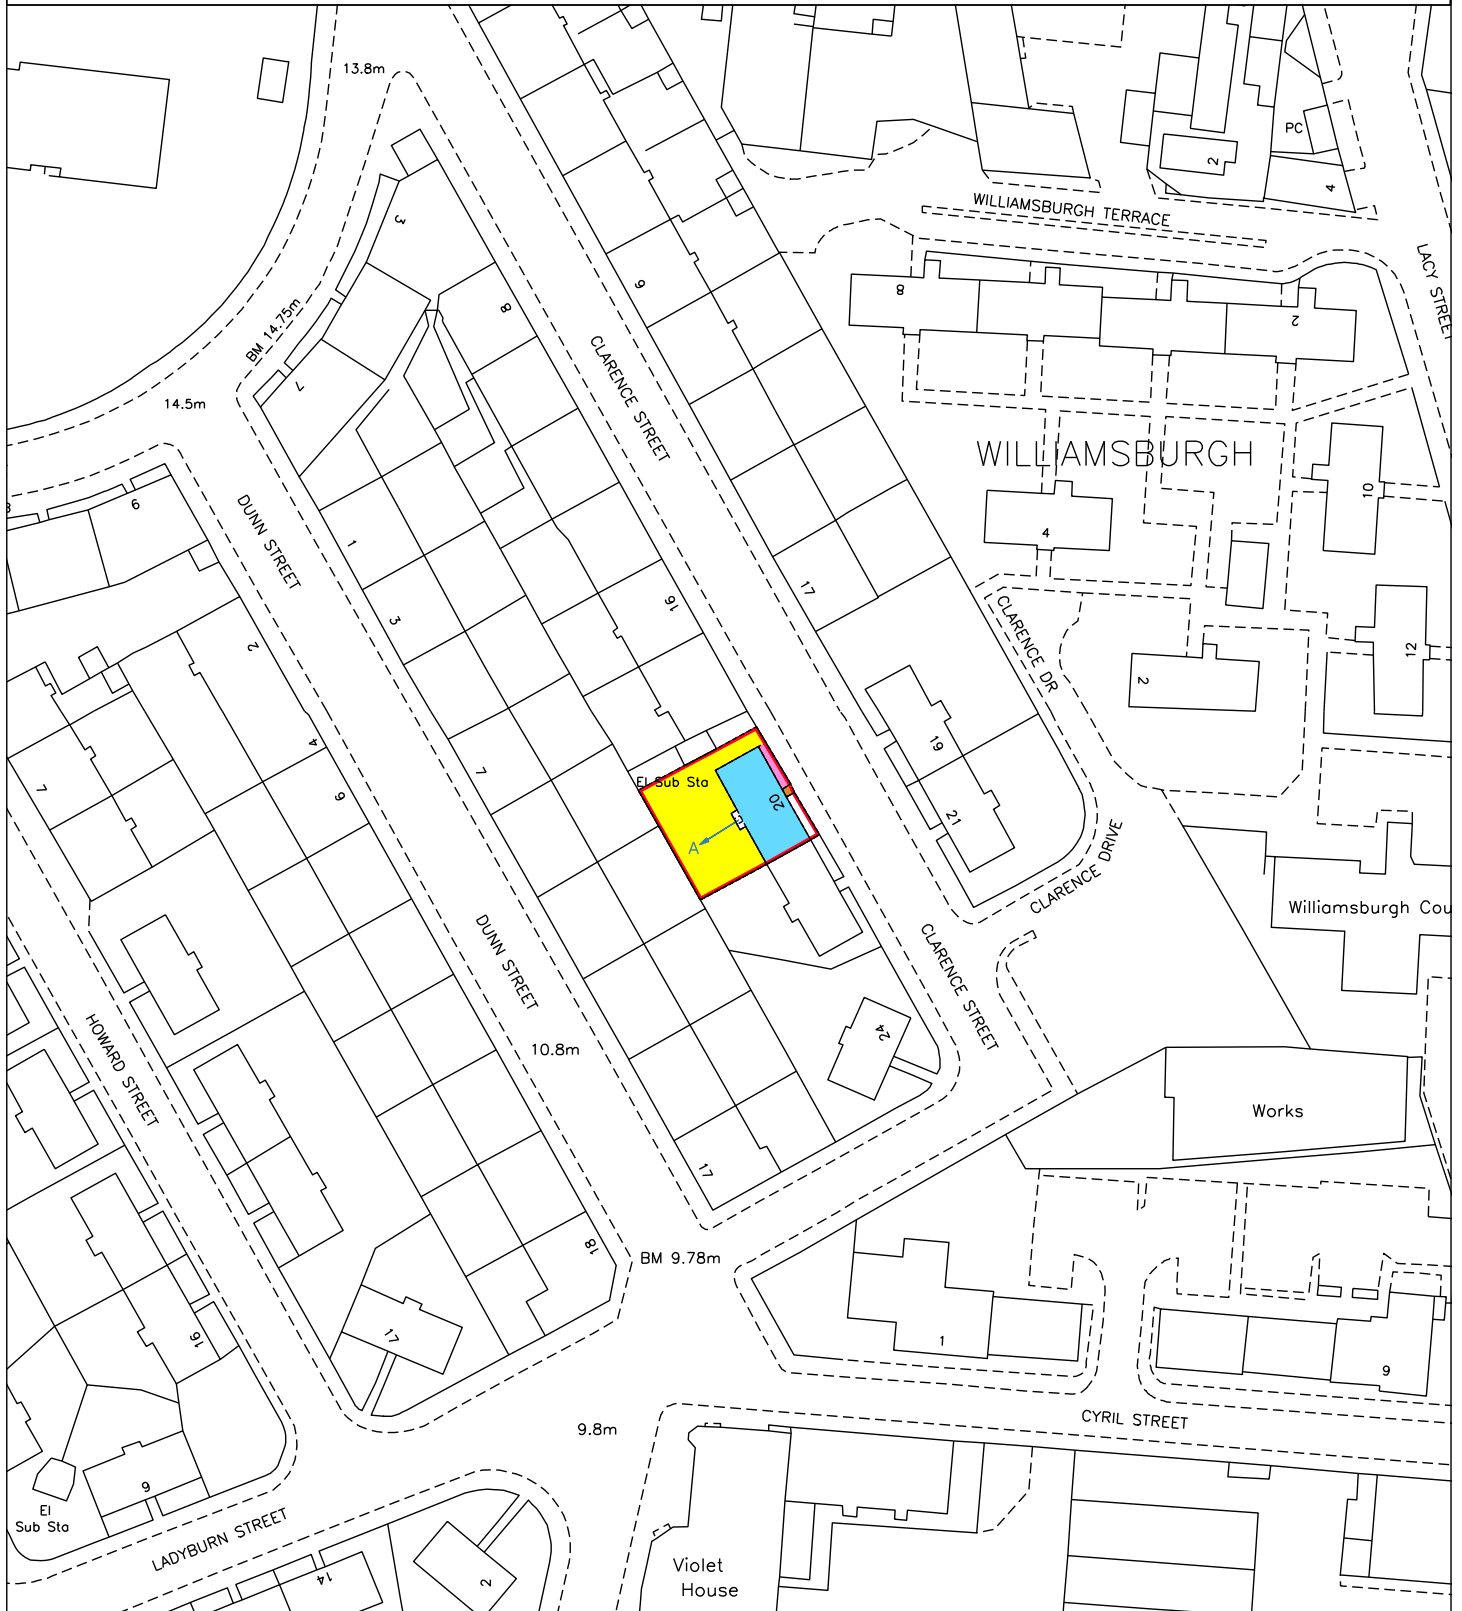 13.8m
PC
2
4
WILLIAMSBURGH TERRACE
3
LACY STREET
9
8
8
2
BM 14.75m
CLARENCE STREET
7
14.5m
WILLIAMSBURGH
10
6
DUNN STREET
4
1
17
16
3
CLARENCE DR
2
12
2
4
19
7
7
El Sub Sta
6
20
21
A
CLARENCE DRIVE
Williamsburgh Cou
DUNN STREET
CLARENCE STREET
24
HOWARD STREET
10.8m
Works
17
18
BM 9.78m
17
16
1
9
9.8m
CYRIL STREET
9
El
Sub Sta
LADYBURN STREET
14
2
Violet
House